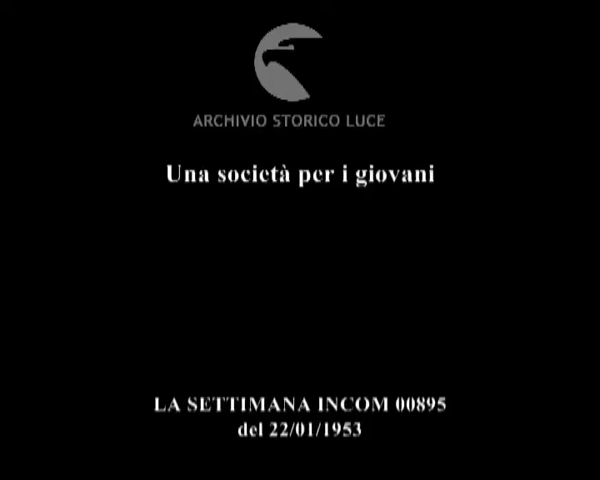 ARCHIVIO STORICO LUCE
Una società per i giovani
LA SETTIMANA INCOM 00895
del 22/01/1953